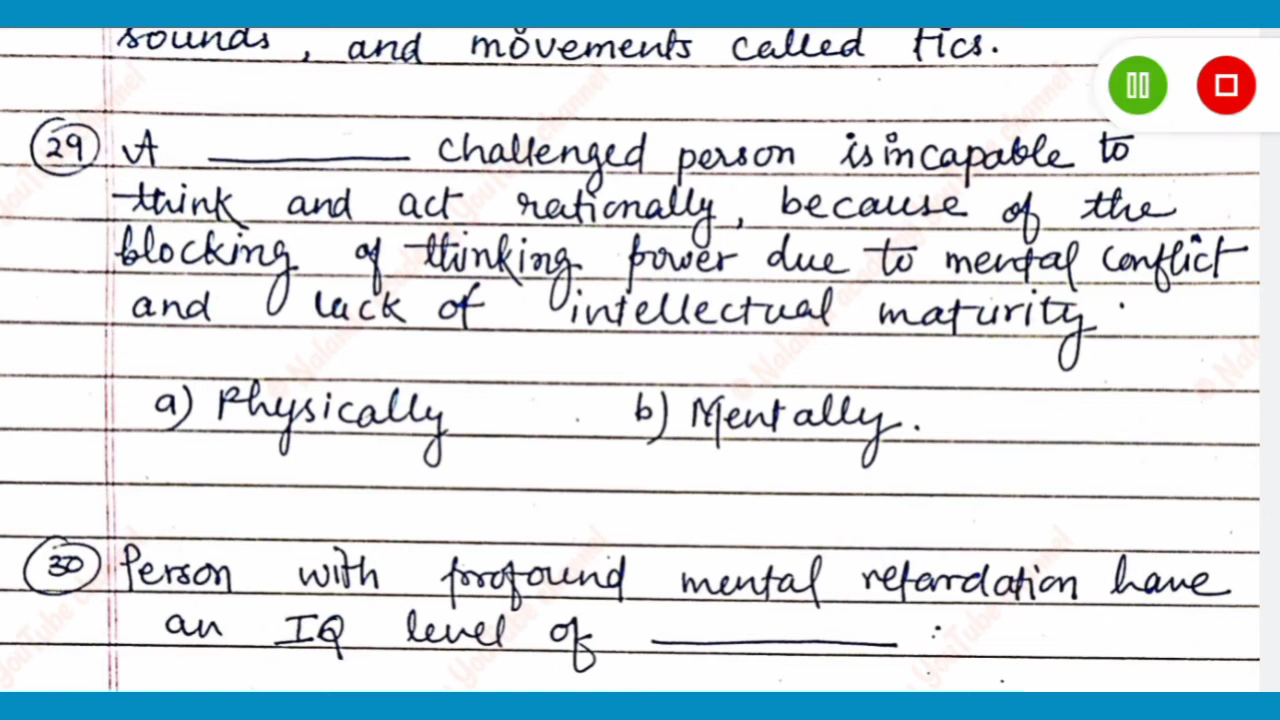 sounds, and movements called tics.
29 A ________ challenged person is incapable to
think and act rationally, because of the
blocking of thinking power due to mental conflict
and lack of intellectual maturity.
a) Physically b) Mentally.
30 Person with profound mental retardation have
an IQ level of ________ .